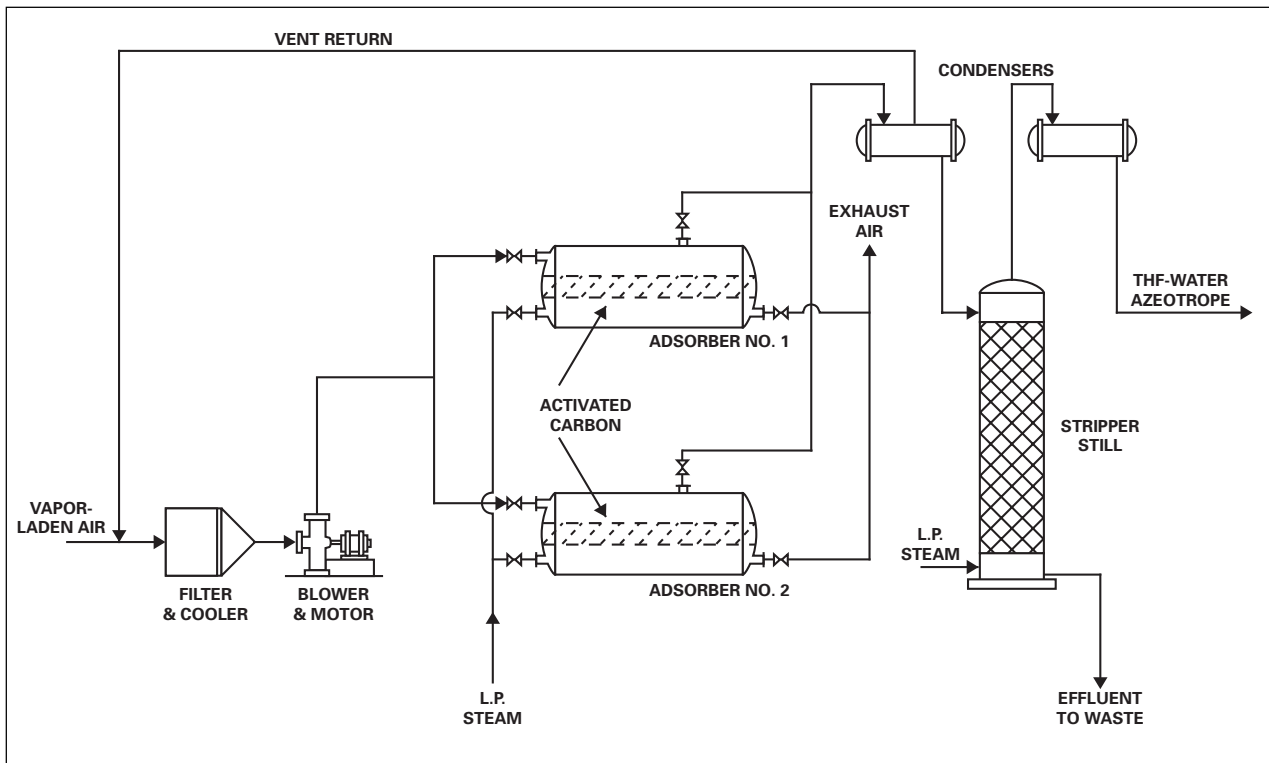 VENT RETURN
CONDENSERS
EXHAUST
AIR
THF-WATER
AZEOTROPE
ADSORBER NO. 1
ACTIVATED
CARBON
STRIPPER
STILL
VAPOR-
LADEN AIR
L.P.
STEAM
FILTER
& COOLER
BLOWER
& MOTOR
ADSORBER NO. 2
L.P.
STEAM
EFFLUENT
TO WASTE